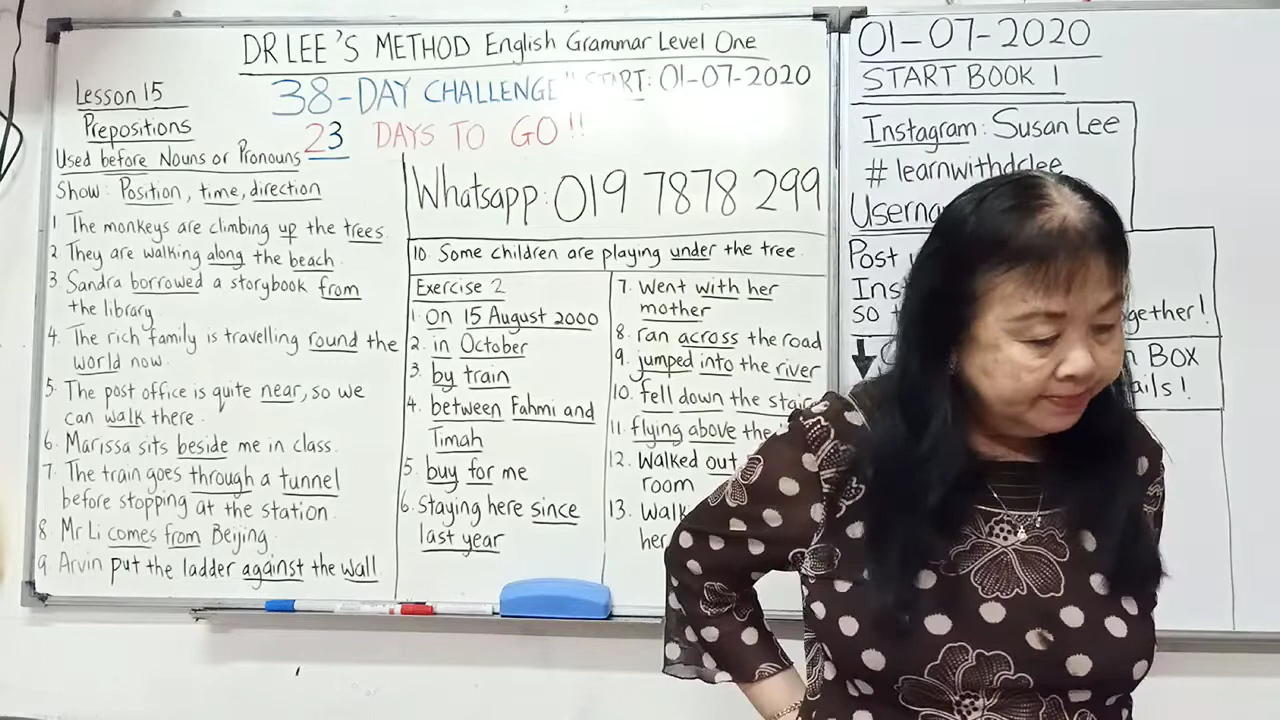 DR LEE'S METHOD English Grammar Level One
38-DAY CHALLENGE" START: 01-07-2020
23 DAYS TO GO!!
Lesson 15
Prepositions
Used before Nouns or Pronouns
Show: Position, time, direction
1 The monkeys are climbing up the trees.
2 They are walking along the beach.
3 Sandra borrowed a storybook from
the library
4. The rich family is travelling round the
world now.
5. The post office is quite near, so we
can walk there.
6. Marissa sits beside me in class.
7. The train goes through a tunnel
before stopping at the station.
8 Mr Li comes from Beijing.
9 Arvin put the ladder against the wall.
Whatsapp: 019 7878 299
10. Some children are playing under the tree.
Exercise 2
1. On 15 August 2000
2. in October
3. by train
4. between Fahmi and
Timah
5. buy for me
6. Staying here since
last year
7. Went with her
mother
8. ran across the road
9. jumped into the river
10. fell down the
11. flying above the
12. Walked out
room
13.
her
01-07-2020
START BOOK 1
Instagram: Susan Lee
# learnwithdrlee
Post
so
Box